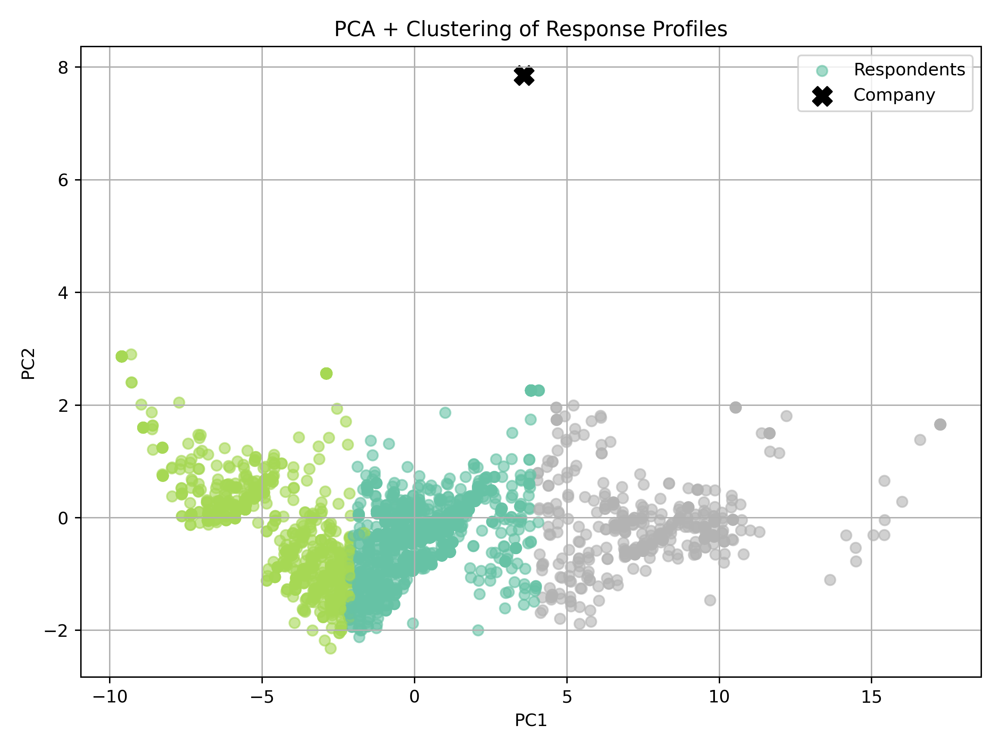 PCA + Clustering of Response Profiles
Respondents
Company
8
6
4
2
0
−2
PC2
−10
−5
0
5
10
15
PC1